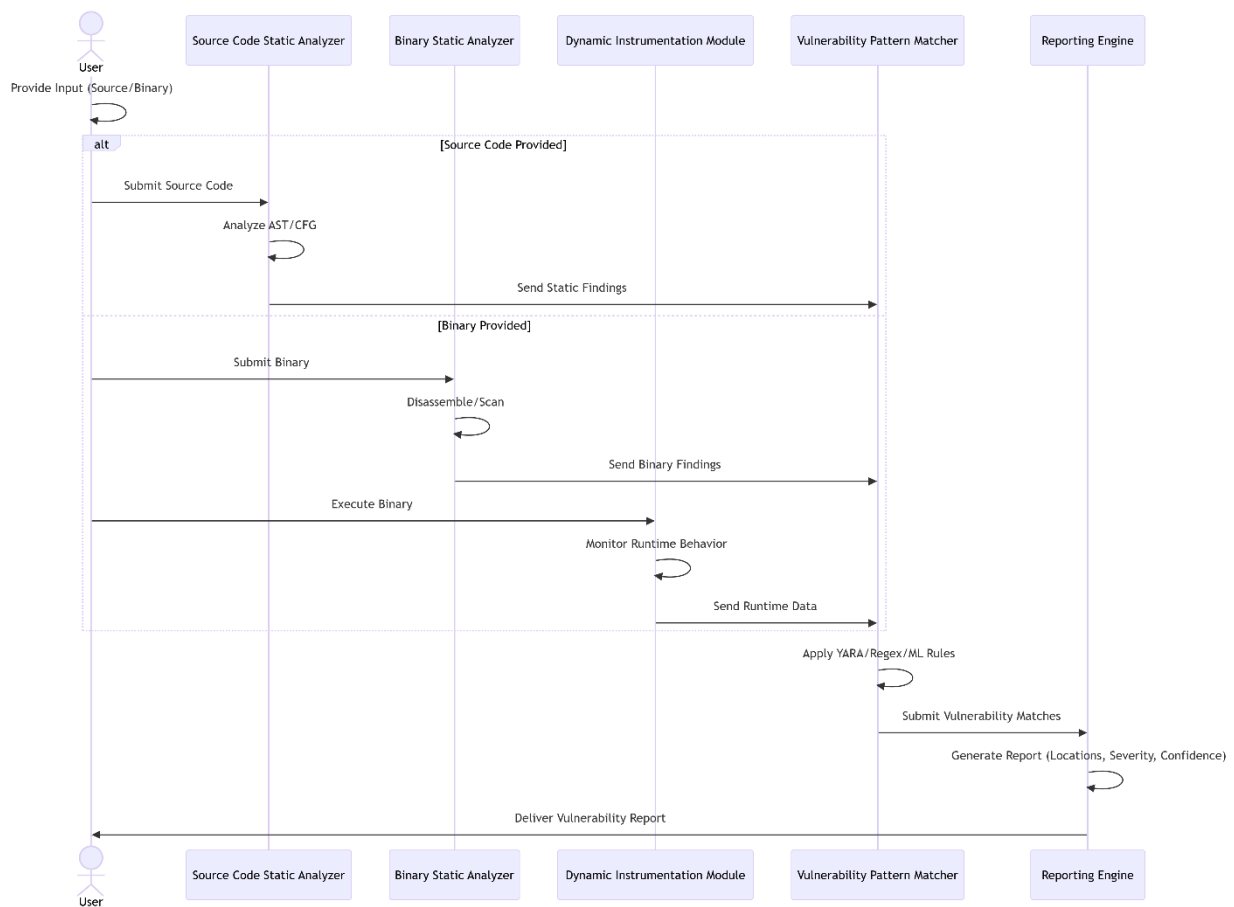 Source Code Static Analyzer
Binary Static Analyzer
Dynamic Instrumentation Module
Vulnerability Pattern Matcher
Reporting Engine
User
Provide Input (Source/Binary)
alt
[Source Code Provided]
Submit Source Code
Analyze AST/CFG
Send Static Findings
[Binary Provided]
Submit Binary
Disassemble/Scan
Send Binary Findings
Execute Binary
Monitor Runtime Behavior
Send Runtime Data
Apply YARA/Regex/ML Rules
Submit Vulnerability Matches
Generate Report (Locations, Severity, Confidence)
Deliver Vulnerability Report
Source Code Static Analyzer
Binary Static Analyzer
Dynamic Instrumentation Module
Vulnerability Pattern Matcher
Reporting Engine
User